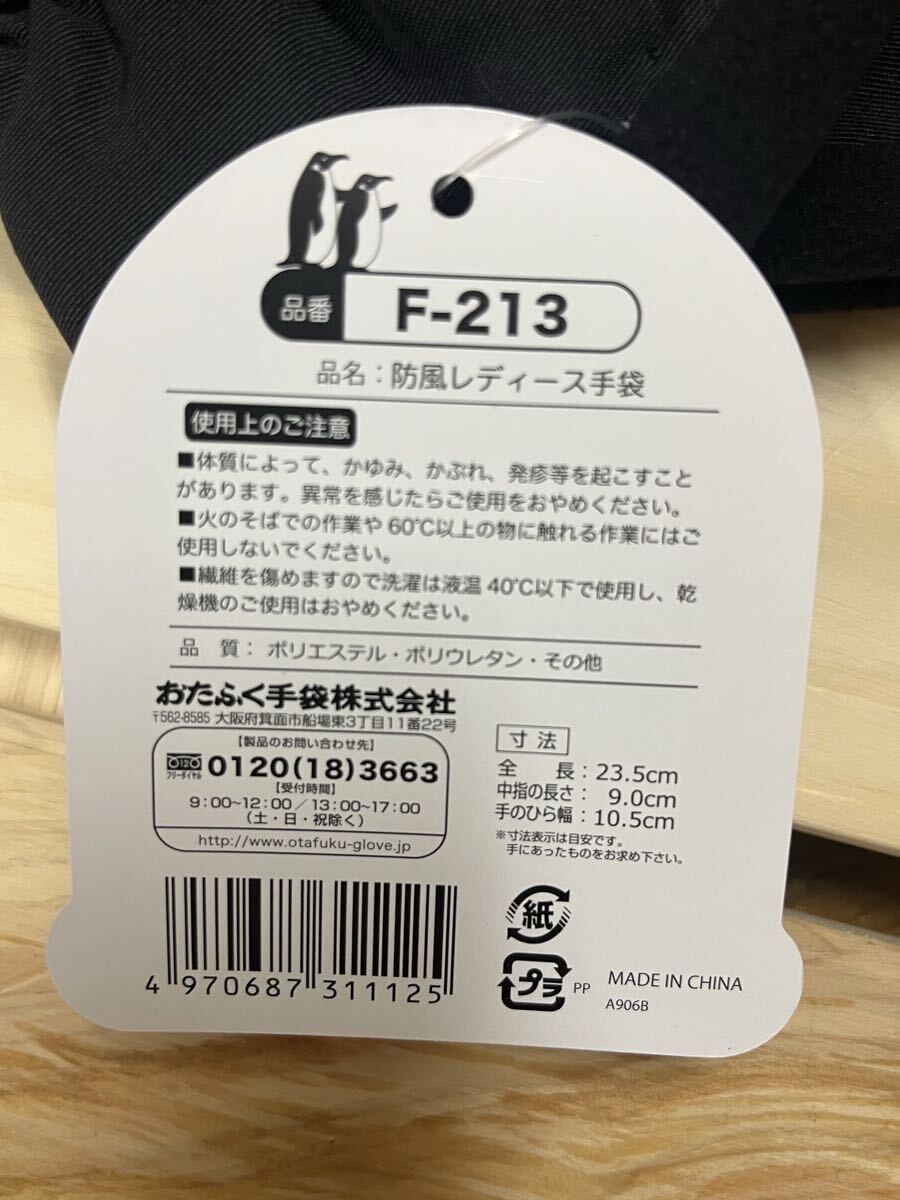 品番 F-213
品名:防風レディース手袋
使用上のご注意
■体質によって、かゆみ、かぶれ、発疹等を起こすこと
があります。異常を感じたらご使用をおやめください。
■火のそばでの作業や60℃以上の物に触れる作業にはご
使用しないでください。
■繊維を傷めますので洗濯は液温40℃以下で使用し、乾
燥機のご使用はおやめください。
品 質: ポリエステル・ポリウレタン・その他
おたふく手袋株式会社
〒562-8585 大阪府箕面市船場東3丁目11番22号
【製品のお問い合わせ先】
0120 フリーダイヤル 0120(18)3663
【受付時間】
9:00~12:00/13:00~17:00
(土・日・祝除く)
http://www.otafuku-glove.jp
寸法
全 長:23.5cm
中指の長さ: 9.0cm
手のひら幅:10.5cm
※寸法表示は目安です。
手にあったものをお求め下さい。
4 970687 311125
紙
プラ PP
MADE IN CHINA
A906B